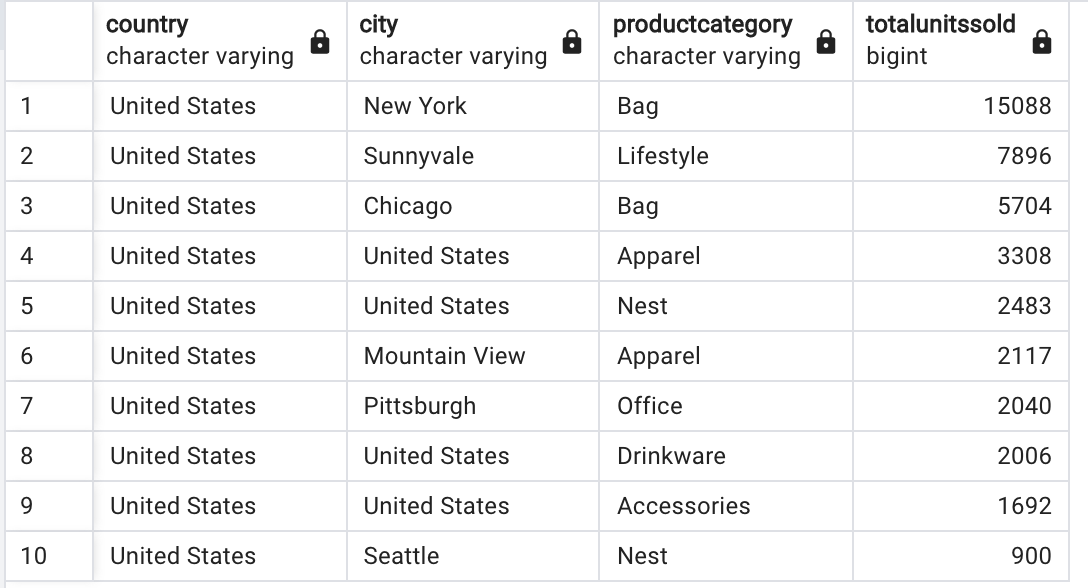 country city productcategory totalunitssold
character varying character varying character varying bigint
1 United States New York Bag 15088
2 United States Sunnyvale Lifestyle 7896
3 United States Chicago Bag 5704
4 United States United States Apparel 3308
5 United States United States Nest 2483
6 United States Mountain View Apparel 2117
7 United States Pittsburgh Office 2040
8 United States United States Drinkware 2006
9 United States United States Accessories 1692
10 United States Seattle Nest 900